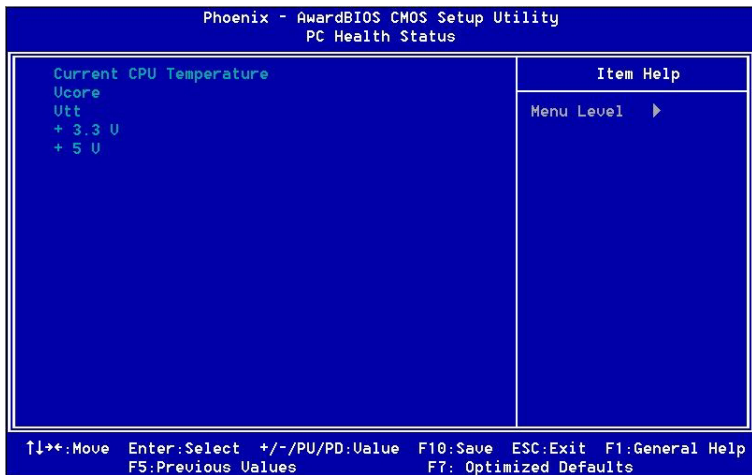 Phoenix - AwardBIOS CMOS Setup Utility
PC Health Status
Current CPU Temperature
Vcore
Vtt
+ 3.3 V
+ 5 V
Item Help
Menu Level ▶
↑↓→←:Move Enter:Select +/-/PU/PD:Value F10:Save ESC:Exit F1:General Help
F5:Previous Values F7: Optimized Defaults